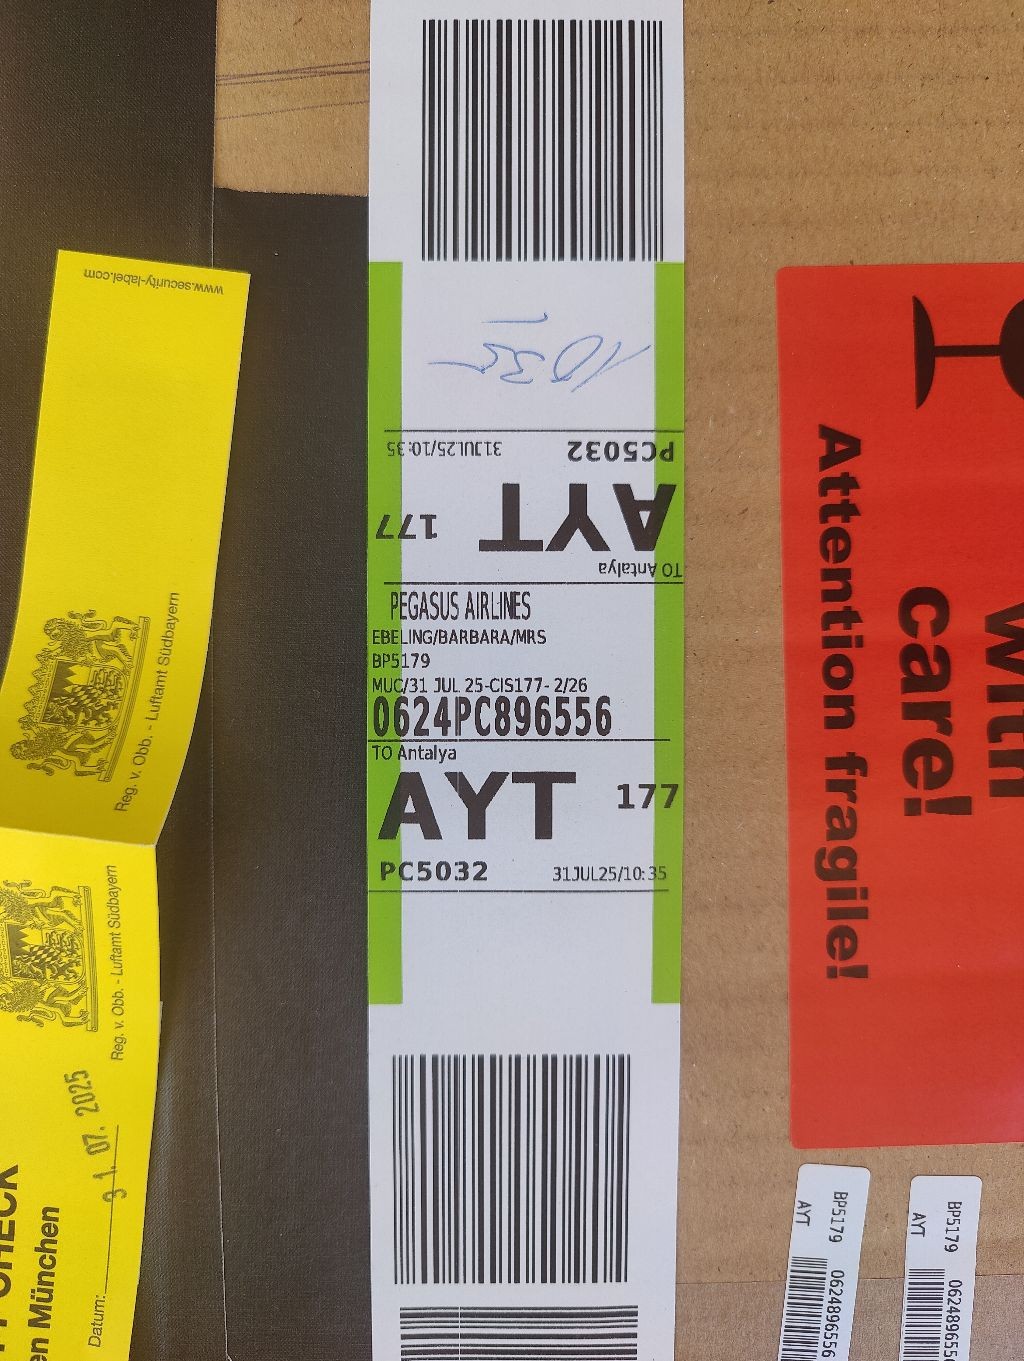 www.security-label.com
Reg. v. Obb. - Luftamt Südbayern
Reg. v. Obb. - Luftamt Südbayern
31. 07. 2025
Datum:
CHECK
en München
1035
31JUL25/10:35
PC5032
177
AYT
TO Antalya
PEGASUS AIRLINES
EBELING/BARBARA/MRS
BP5179
MUC/31 JUL 25-CIS177- 2/26
0624PC896556
TO Antalya
AYT 177
PC5032 31JUL25/10:35
with
care!
Attention fragile!
BP5179 0624896556
AYT
BP5179 062489655
AYT